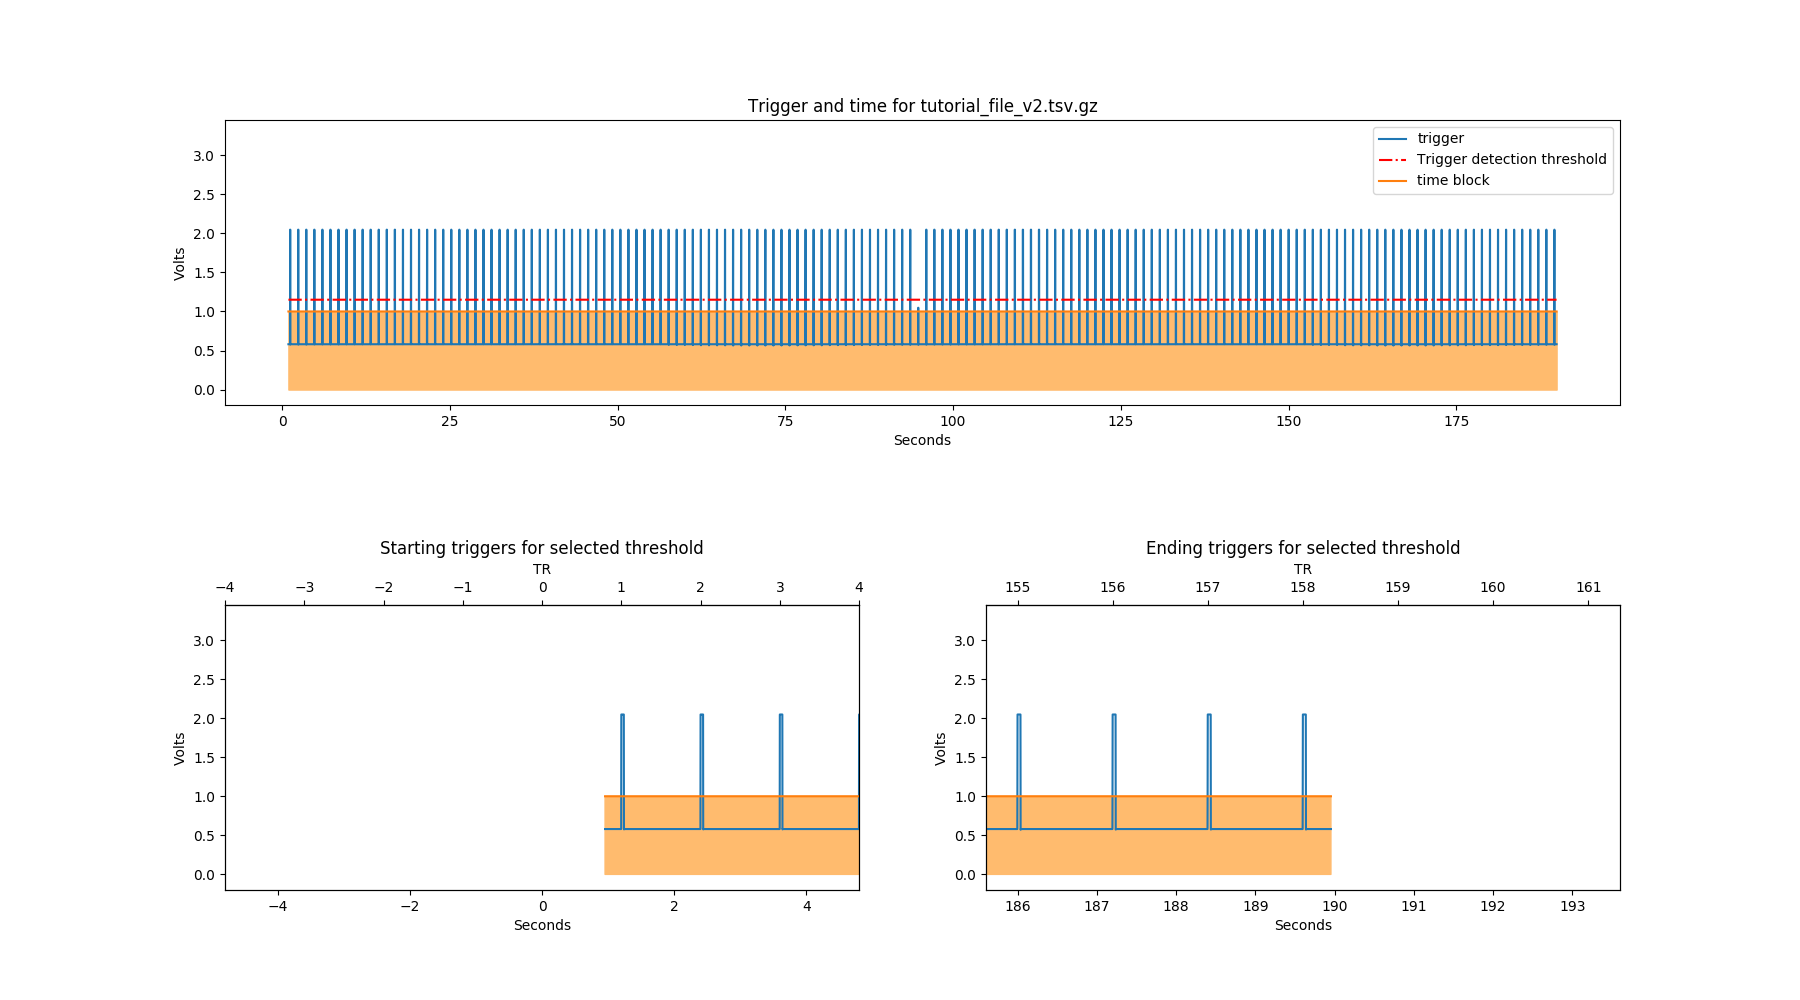 Trigger and time for tutorial_file_v2.tsv.gz
trigger
Trigger detection threshold
time block
Volts
3.0
2.5
2.0
1.5
1.0
0.5
0.0
0 25 50 75 100 125 150 175
Seconds
Starting triggers for selected threshold
TR
−4 −3 −2 −1 0 1 2 3 4
Volts
3.0
2.5
2.0
1.5
1.0
0.5
0.0
−4 −2 0 2 4
Seconds
Ending triggers for selected threshold
TR
155 156 157 158 159 160 161
Volts
3.0
2.5
2.0
1.5
1.0
0.5
0.0
186 187 188 189 190 191 192 193
Seconds